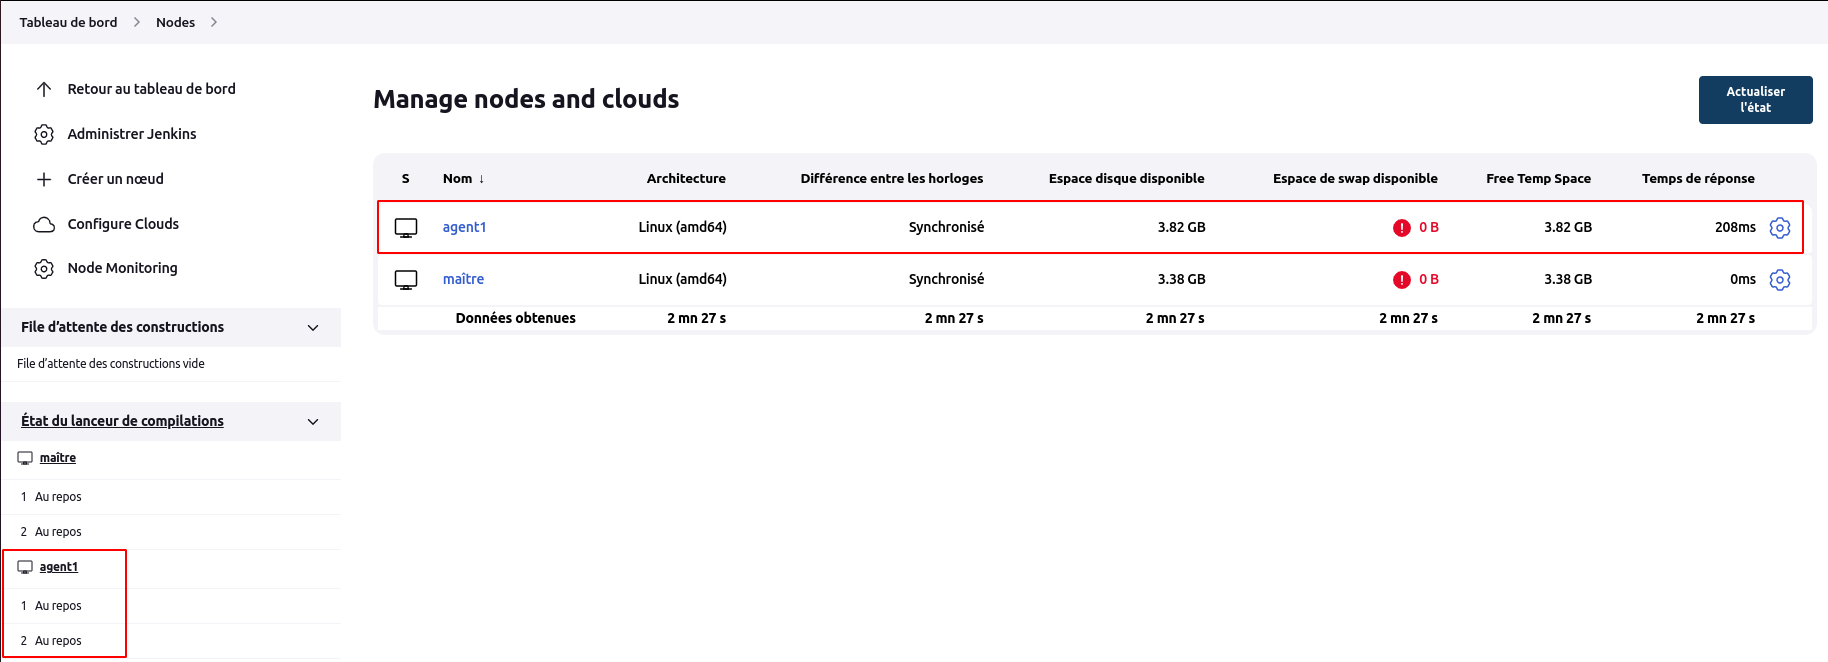 Tableau de bord > Nodes >
Retour au tableau de bord
Administrer Jenkins
Créer un nœud
Configure Clouds
Node Monitoring
File d’attente des constructions
File d’attente des constructions vide
État du lanceur de compilations
maître
1 Au repos
2 Au repos
agent1
1 Au repos
2 Au repos
Manage nodes and clouds
Actualiser
l'état
S Nom ↓ Architecture Différence entre les horloges Espace disque disponible Espace de swap disponible Free Temp Space Temps de réponse
agent1 Linux (amd64) Synchronisé 3.82 GB ! 0 B 3.82 GB 208ms
maître Linux (amd64) Synchronisé 3.38 GB ! 0 B 3.38 GB 0ms
Données obtenues 2 mn 27 s 2 mn 27 s 2 mn 27 s 2 mn 27 s 2 mn 27 s 2 mn 27 s